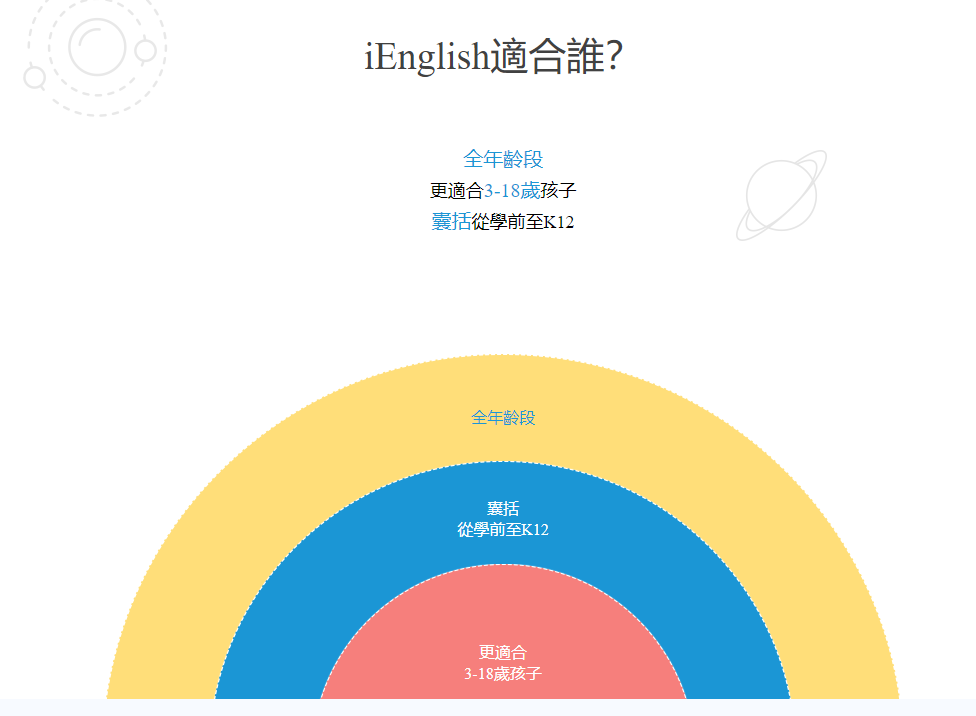 iEnglish適合誰?
全年齡段
更適合3-18歲孩子
囊括從學前至K12
全年齡段
囊括
從學前至K12
更適合
3-18歲孩子